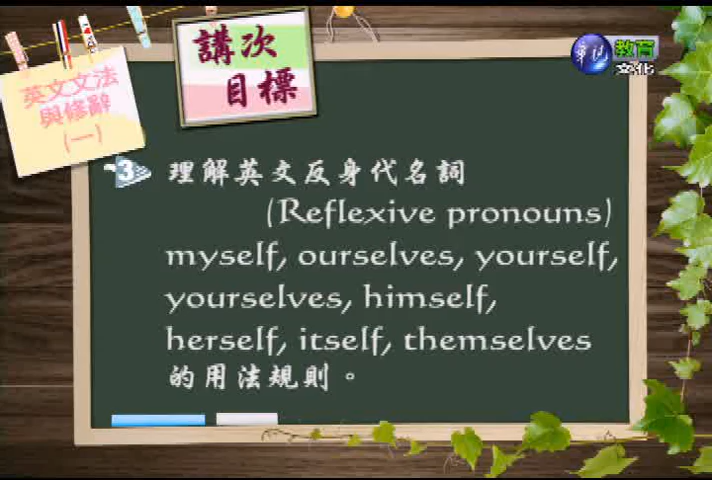 講次
目標
華視
教育
文化
英文文法
與修辭
(一)
3 理解英文反身代名詞
(Reflexive pronouns)
myself, ourselves, yourself,
yourselves, himself,
herself, itself, themselves
的用法規則。